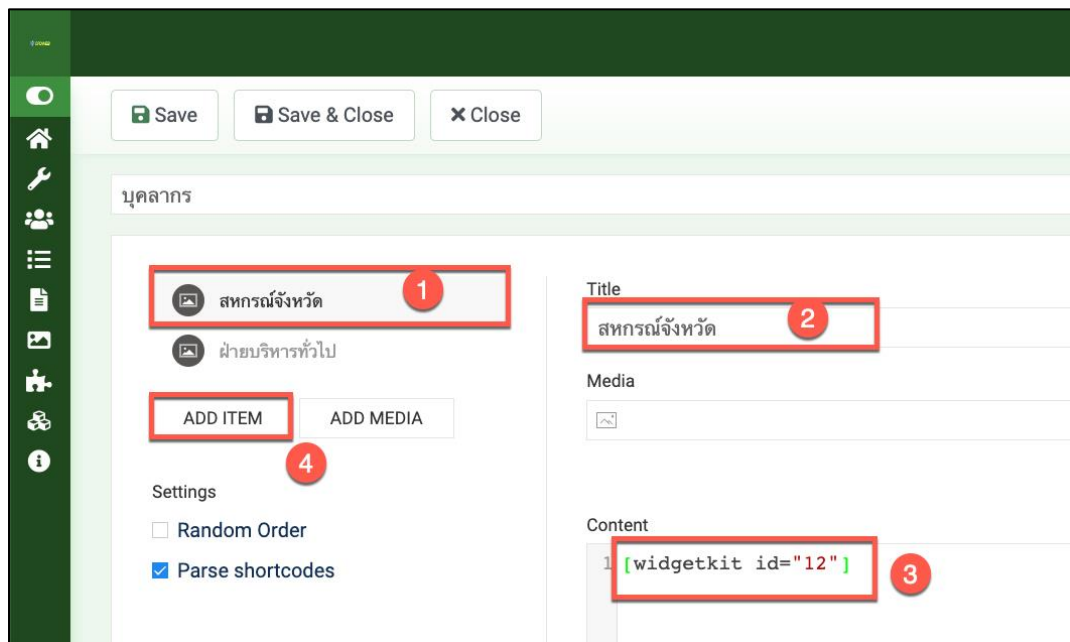 Save
Save & Close
Close
บุคลากร
สหกรณ์จังหวัด
1
ฝ่ายบริหารทั่วไป
ADD ITEM
ADD MEDIA
4
Settings
Random Order
Parse shortcodes
Title
สหกรณ์จังหวัด
2
Media
Content
1 [widgetkit id="12"]
3